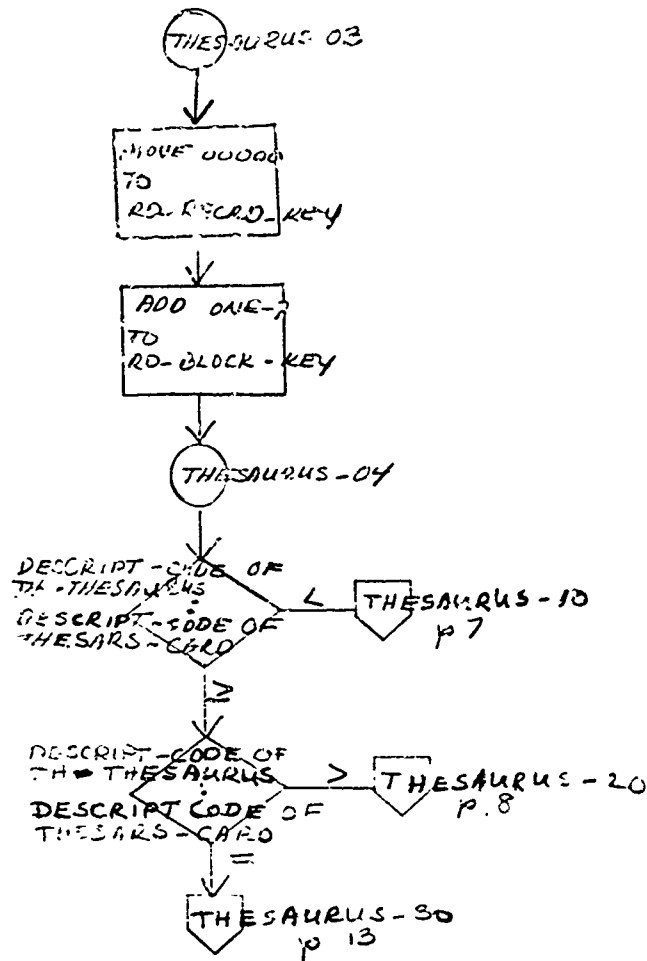 THESAURUS-03
MOVE 00000
TO
RD-RECRD-KEY
ADD ONE-
TO
RD-BLOCK-KEY
THESAURUS-04
DESCRIPT-CODE OF
-THESAURUS
:
DESCRIPT-CODE OF
THESARS-CARD
<
THESAURUS-10
p 7
≥
DESCRIPT-CODE OF
THESAURUS
:
DESCRIPT CODE OF
THESARS-CARD
>
THESAURUS-20
p.8
=
THESAURUS-30
p 13